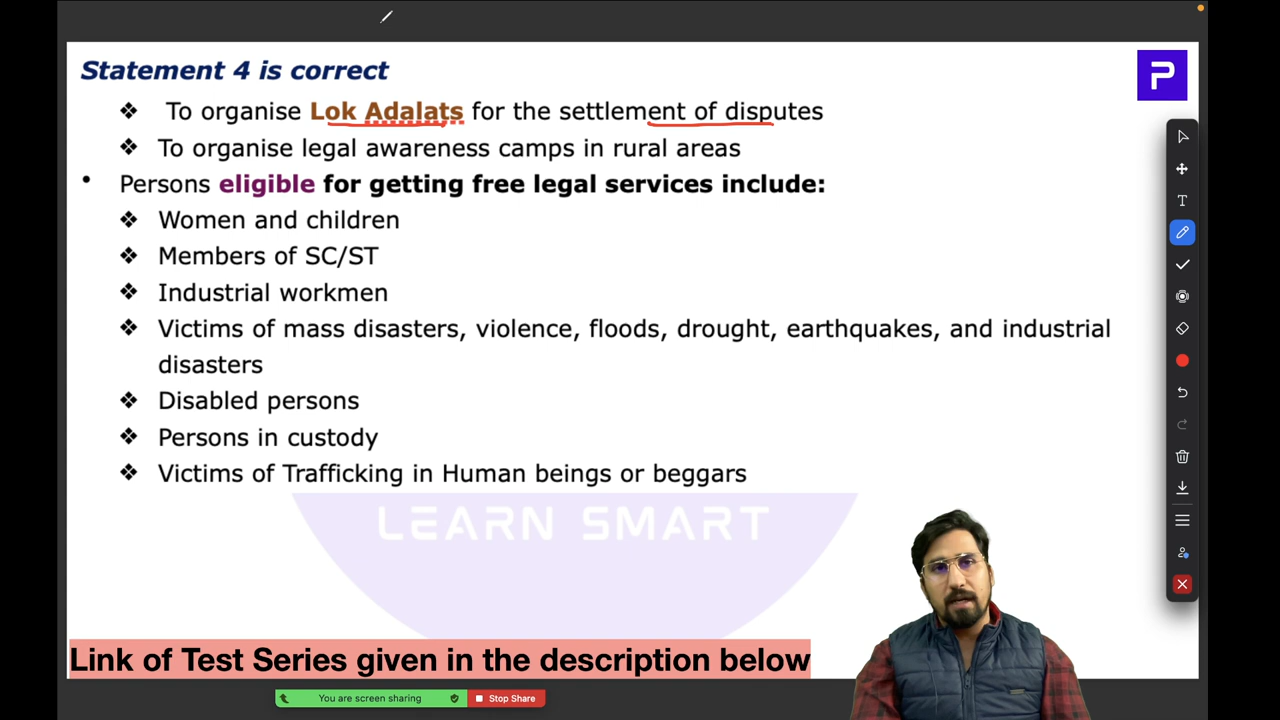 Statement 4 is correct
❖ To organise Lok Adalats for the settlement of disputes
❖ To organise legal awareness camps in rural areas
• Persons eligible for getting free legal services include:
❖ Women and children
❖ Members of SC/ST
❖ Industrial workmen
❖ Victims of mass disasters, violence, floods, drought, earthquakes, and industrial
disasters
❖ Disabled persons
❖ Persons in custody
❖ Victims of Trafficking in Human beings or beggars
LEARN SMART
Link of Test Series given in the description below
You are screen sharing
Stop Share
P
T